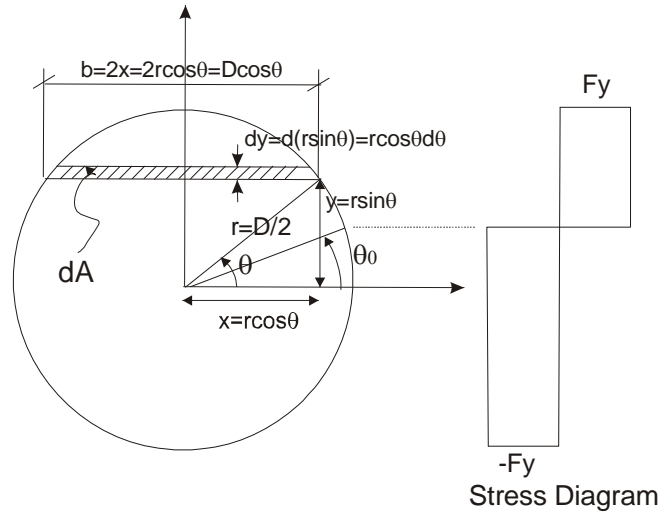 b=2x=2rcosθ=Dcosθ
Fy
dy=d(rsinθ)=rcosθdθ
y=rsinθ
r=D/2
θ
θ0
dA
x=rcosθ
-Fy
Stress Diagram